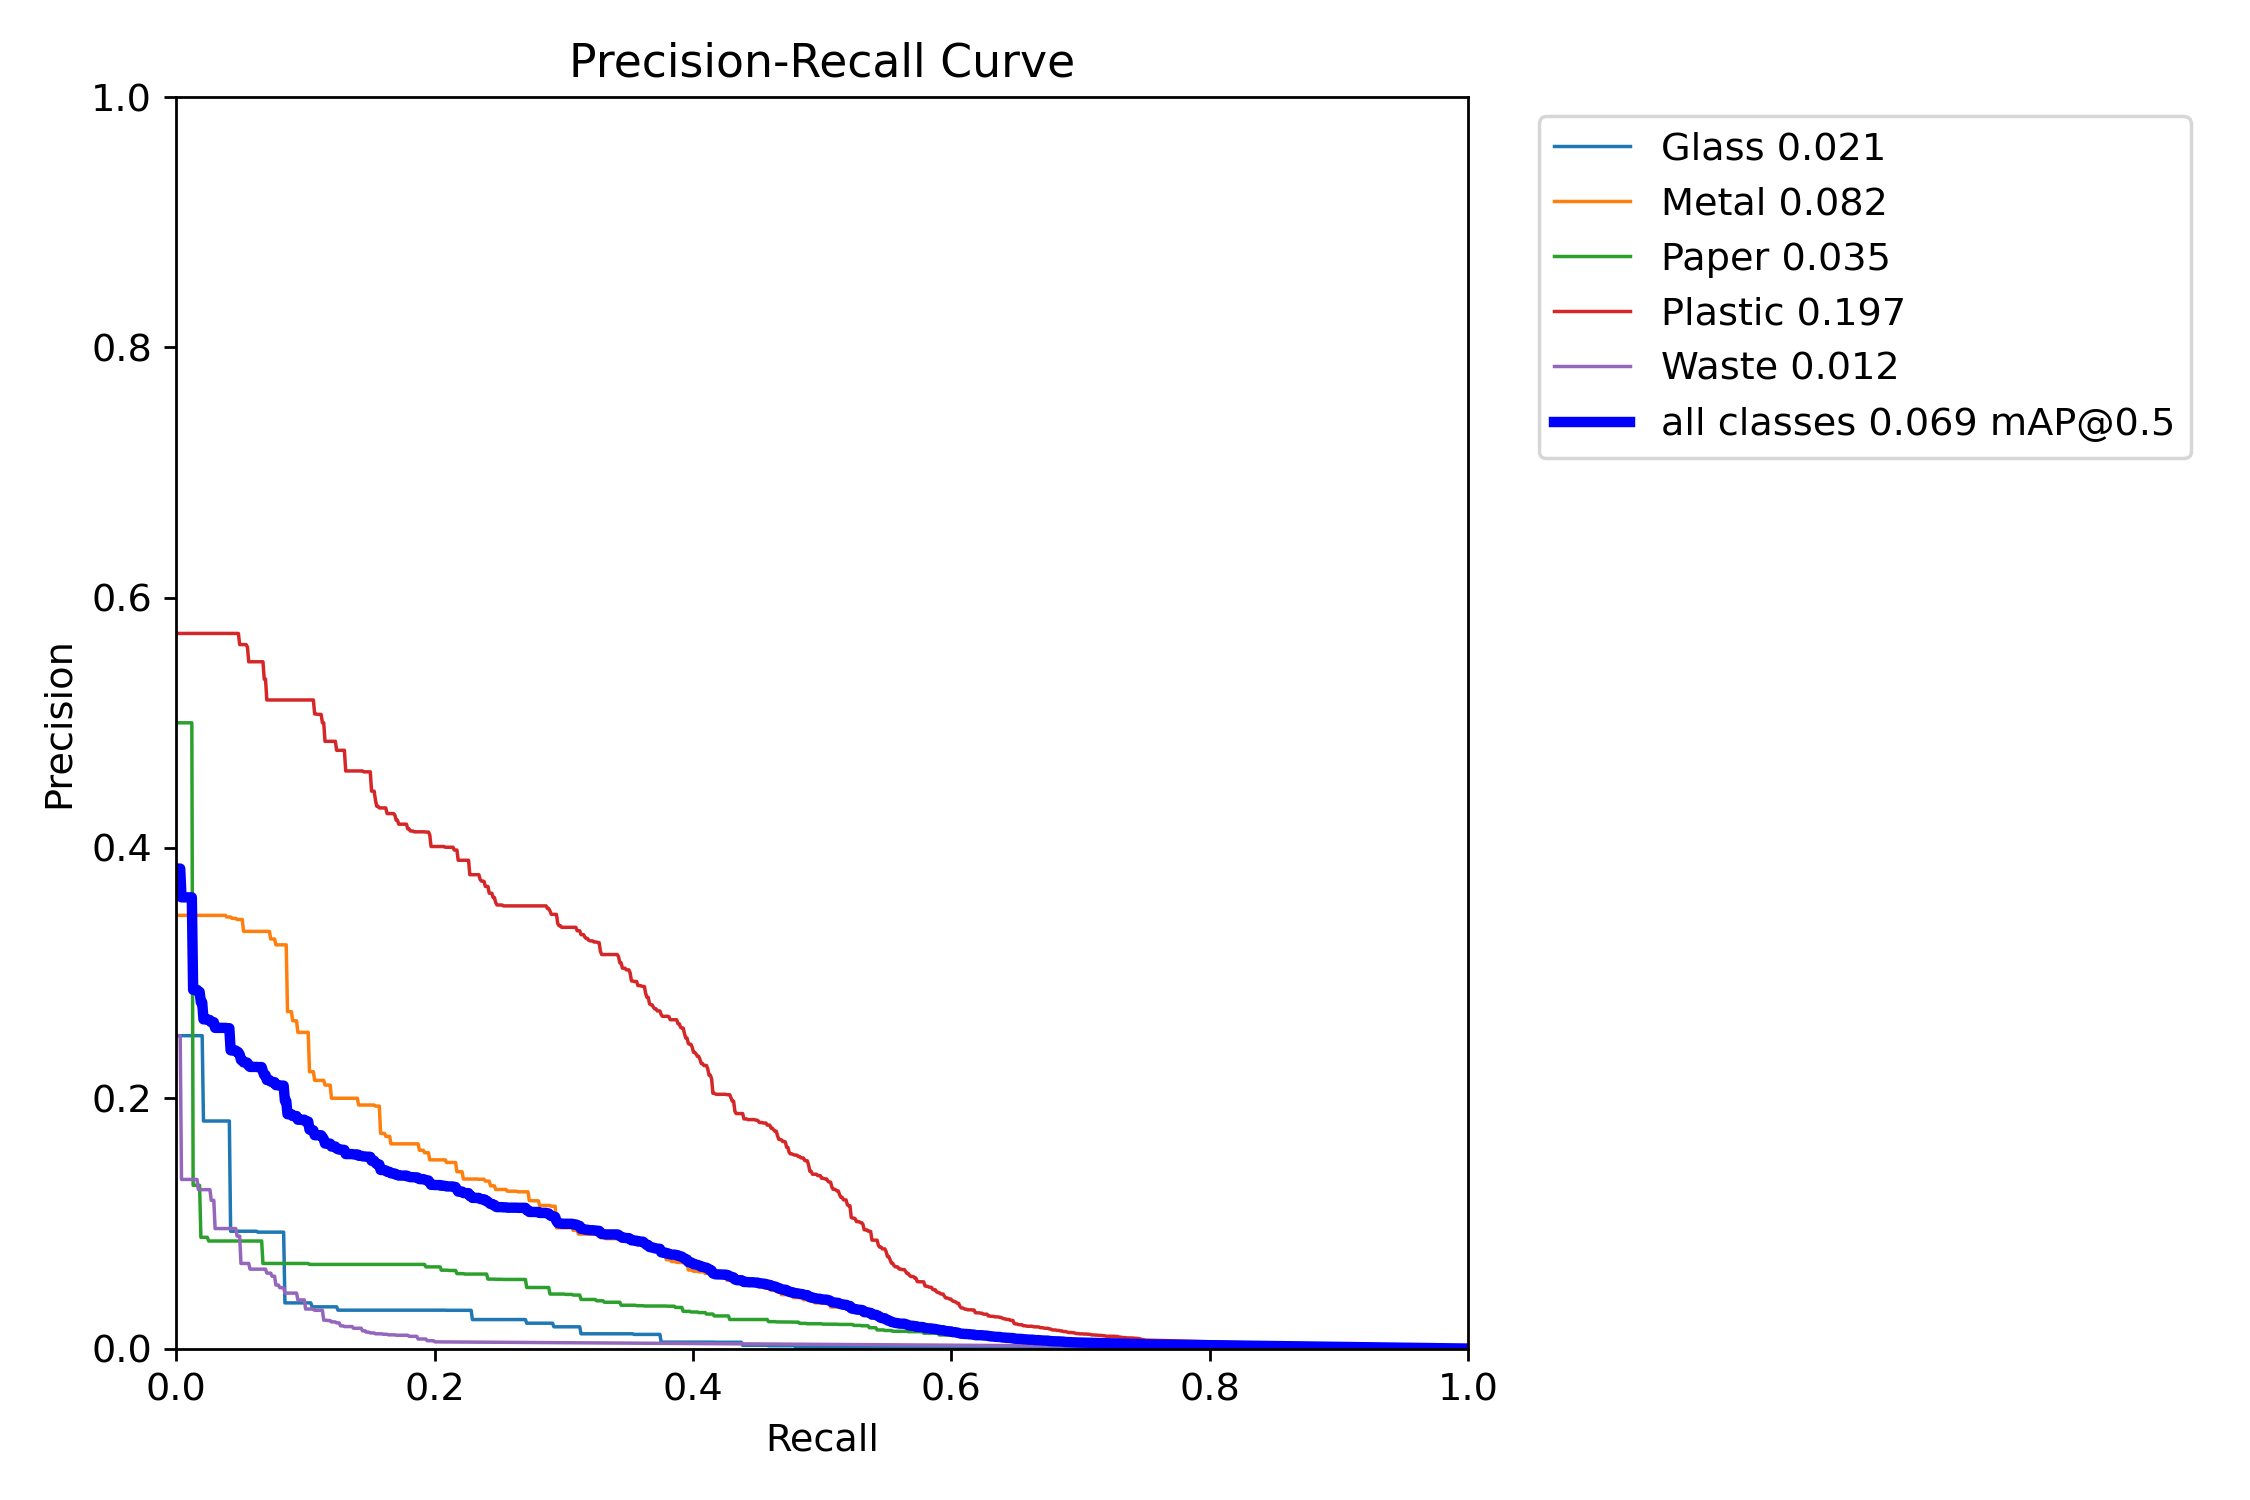 Precision-Recall Curve
1.0
0.8
0.6
0.4
0.2
0.0
Precision
0.0 0.2 0.4 0.6 0.8 1.0
Recall
Glass 0.021
Metal 0.082
Paper 0.035
Plastic 0.197
Waste 0.012
all classes 0.069 mAP@0.5